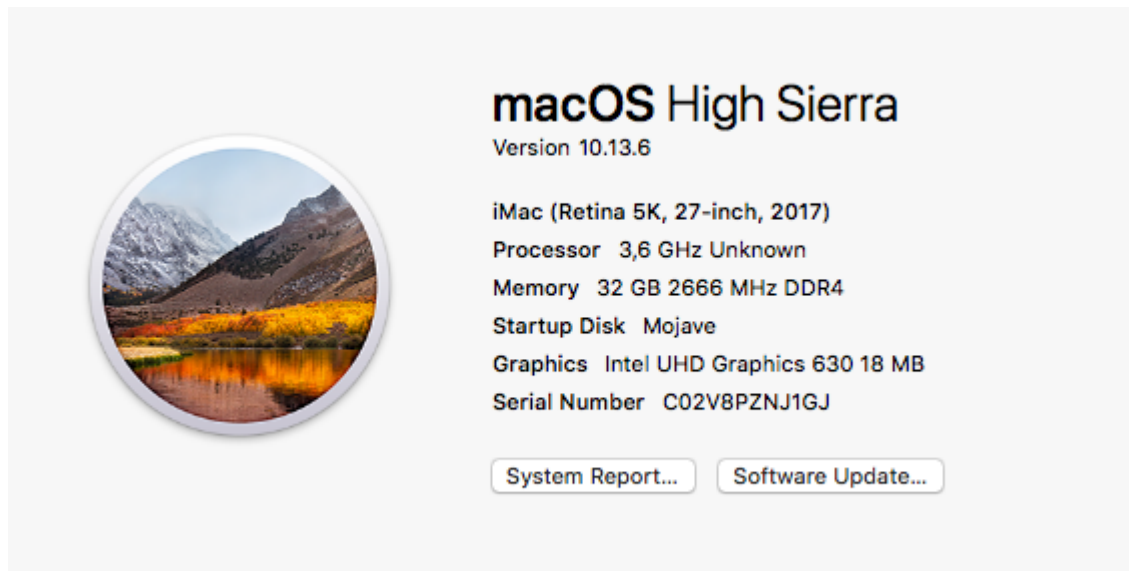 macOS High Sierra
Version 10.13.6
iMac (Retina 5K, 27-inch, 2017)
Processor 3,6 GHz Unknown
Memory 32 GB 2666 MHz DDR4
Startup Disk Mojave
Graphics Intel UHD Graphics 630 18 MB
Serial Number C02V8PZNJ1GJ
System Report... Software Update...